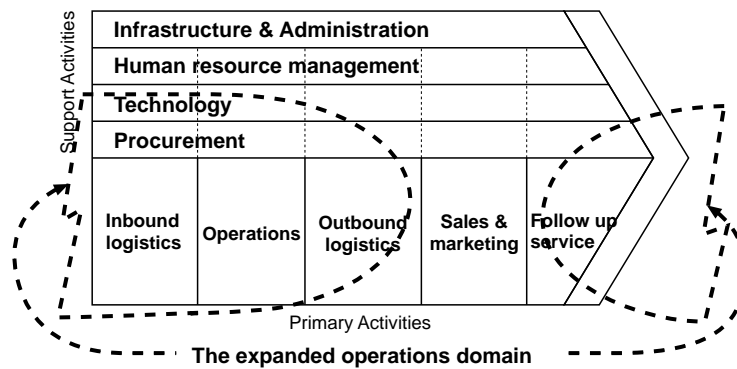 Support Activities
Infrastructure & Administration
Human resource management
Technology
Procurement
Inbound
logistics
Operations
Outbound
logistics
Sales &
marketing
Follow up
service
Primary Activities
The expanded operations domain